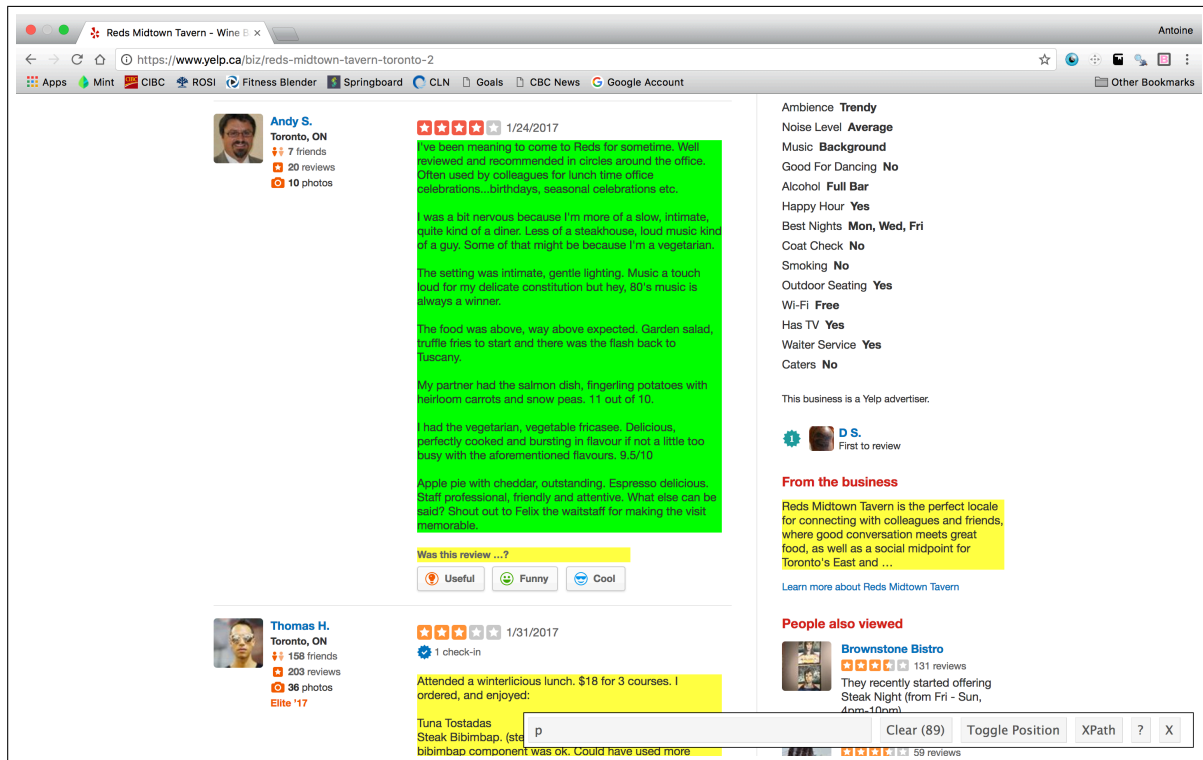 Reds Midtown Tavern - Wine B
Antoine
https://www.yelp.ca/biz/reds-midtown-tavern-toronto-2
Apps Mint CIBC ROSI Fitness Blender Springboard CLN Goals CBC News Google Account Other Bookmarks
Andy S.
Toronto, ON
7 friends
20 reviews
10 photos
1/24/2017
I've been meaning to come to Reds for sometime. Well
reviewed and recommended in circles around the office.
Often used by colleagues for lunch time office
celebrations...birthdays, seasonal celebrations etc.
I was a bit nervous because I'm more of a slow, intimate,
quite kind of a diner. Less of a steakhouse, loud music kind
of a guy. Some of that might be because I'm a vegetarian.
The setting was intimate, gentle lighting. Music a touch
loud for my delicate constitution but hey, 80's music is
always a winner.
The food was above, way above expected. Garden salad,
truffle fries to start and there was the flash back to
Tuscany.
My partner had the salmon dish, fingerling potatoes with
heirloom carrots and snow peas. 11 out of 10.
I had the vegetarian, vegetable fricasee. Delicious,
perfectly cooked and bursting in flavour if not a little too
busy with the aforementioned flavours. 9.5/10
Apple pie with cheddar, outstanding. Espresso delicious.
Staff professional, friendly and attentive. What else can be
said? Shout out to Felix the waitstaff for making the visit
memorable.
Was this review ...?
Useful Funny Cool
Thomas H.
Toronto, ON
158 friends
203 reviews
36 photos
Elite '17
1/31/2017
1 check-in
Attended a winterlicious lunch. $18 for 3 courses. I
ordered, and enjoyed:
Tuna Tostadas
Steak Bibimbap. (ste
bibimbap component was ok. Could have used more
Ambience Trendy
Noise Level Average
Music Background
Good For Dancing No
Alcohol Full Bar
Happy Hour Yes
Best Nights Mon, Wed, Fri
Coat Check No
Smoking No
Outdoor Seating Yes
Wi-Fi Free
Has TV Yes
Waiter Service Yes
Caters No
This business is a Yelp advertiser.
1
D S.
First to review
From the business
Reds Midtown Tavern is the perfect locale
for connecting with colleagues and friends,
where good conversation meets great
food, as well as a social midpoint for
Toronto's East and …
Learn more about Reds Midtown Tavern
People also viewed
Brownstone Bistro
131 reviews
They recently started offering
Steak Night (from Fri - Sun,
4pm-10pm)
p Clear (89) Toggle Position XPath ? X
59 reviews